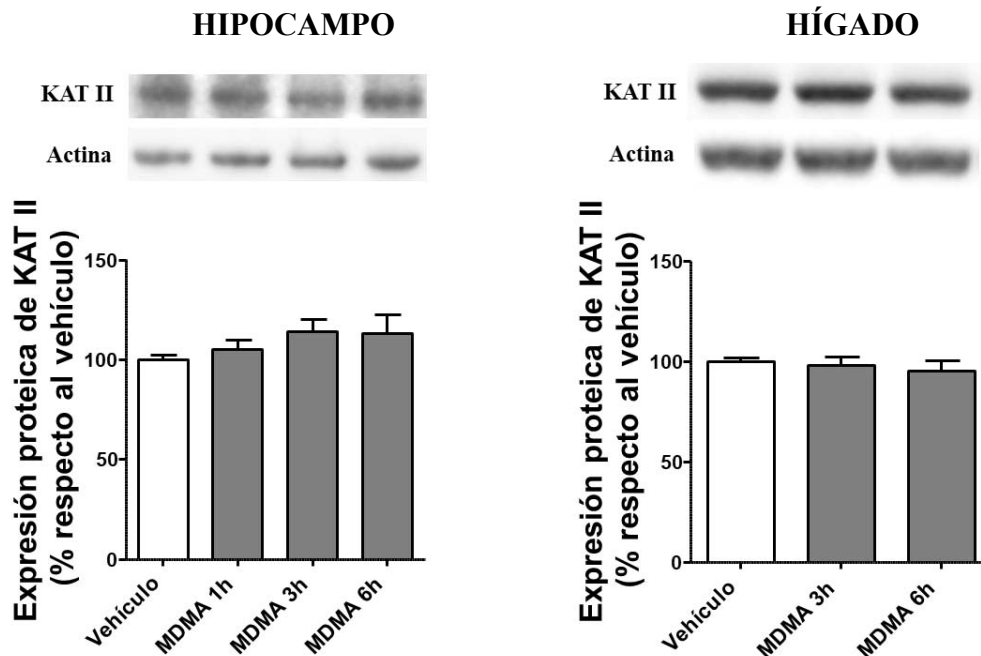 HIPOCAMPO
KAT II
Actina
Expresión proteica de KAT II
(% respecto al vehículo)
150
100
50
0
Vehículo
MDMA 1h
MDMA 3h
MDMA 6h
HÍGADO
KAT II
Actina
Expresión proteica de KAT II
(% respecto al vehículo)
150
100
50
0
Vehículo
MDMA 3h
MDMA 6h